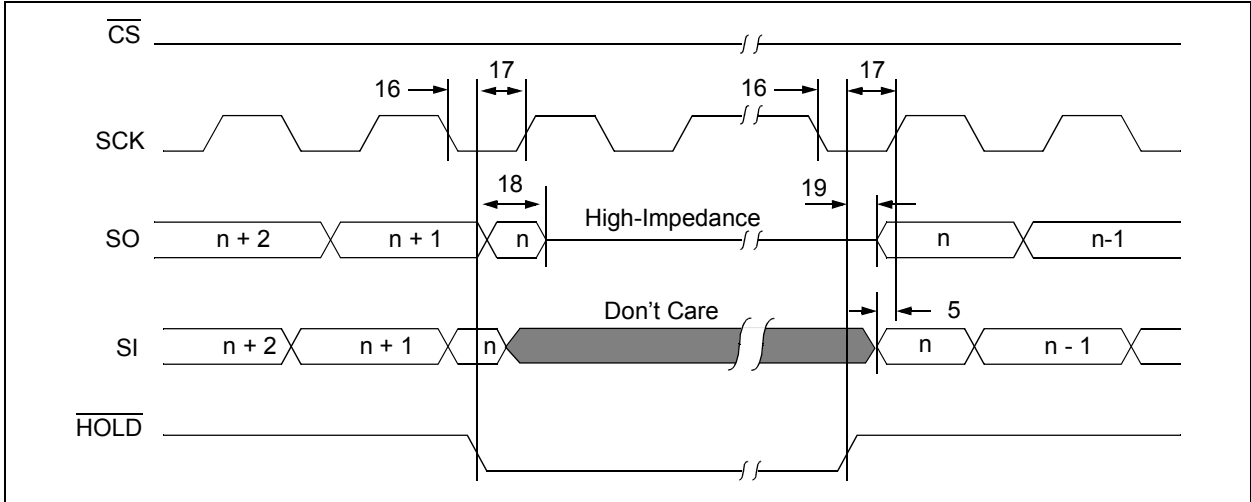 CS
16
17
16
17
SCK
18
19
High-Impedance
SO
n + 2
n + 1
n
n
n-1
Don't Care
5
SI
n + 2
n + 1
n
n
n - 1
HOLD